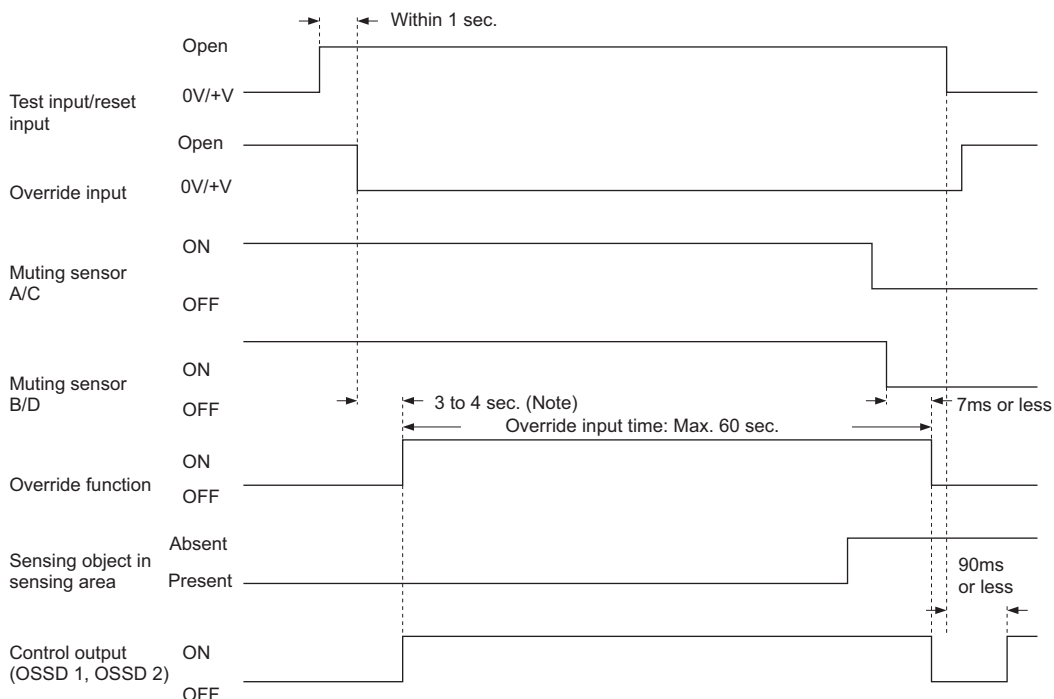 Within 1 sec.
Open
Test input/reset
input
0V/+V
Open
Override input
0V/+V
ON
Muting sensor
A/C
OFF
ON
Muting sensor
B/D
OFF
3 to 4 sec. (Note)
7ms or less
Override input time: Max. 60 sec.
ON
Override function
OFF
Absent
Sensing object in
sensing area
Present
90ms
or less
Control output
(OSSD 1, OSSD 2)
ON
OFF